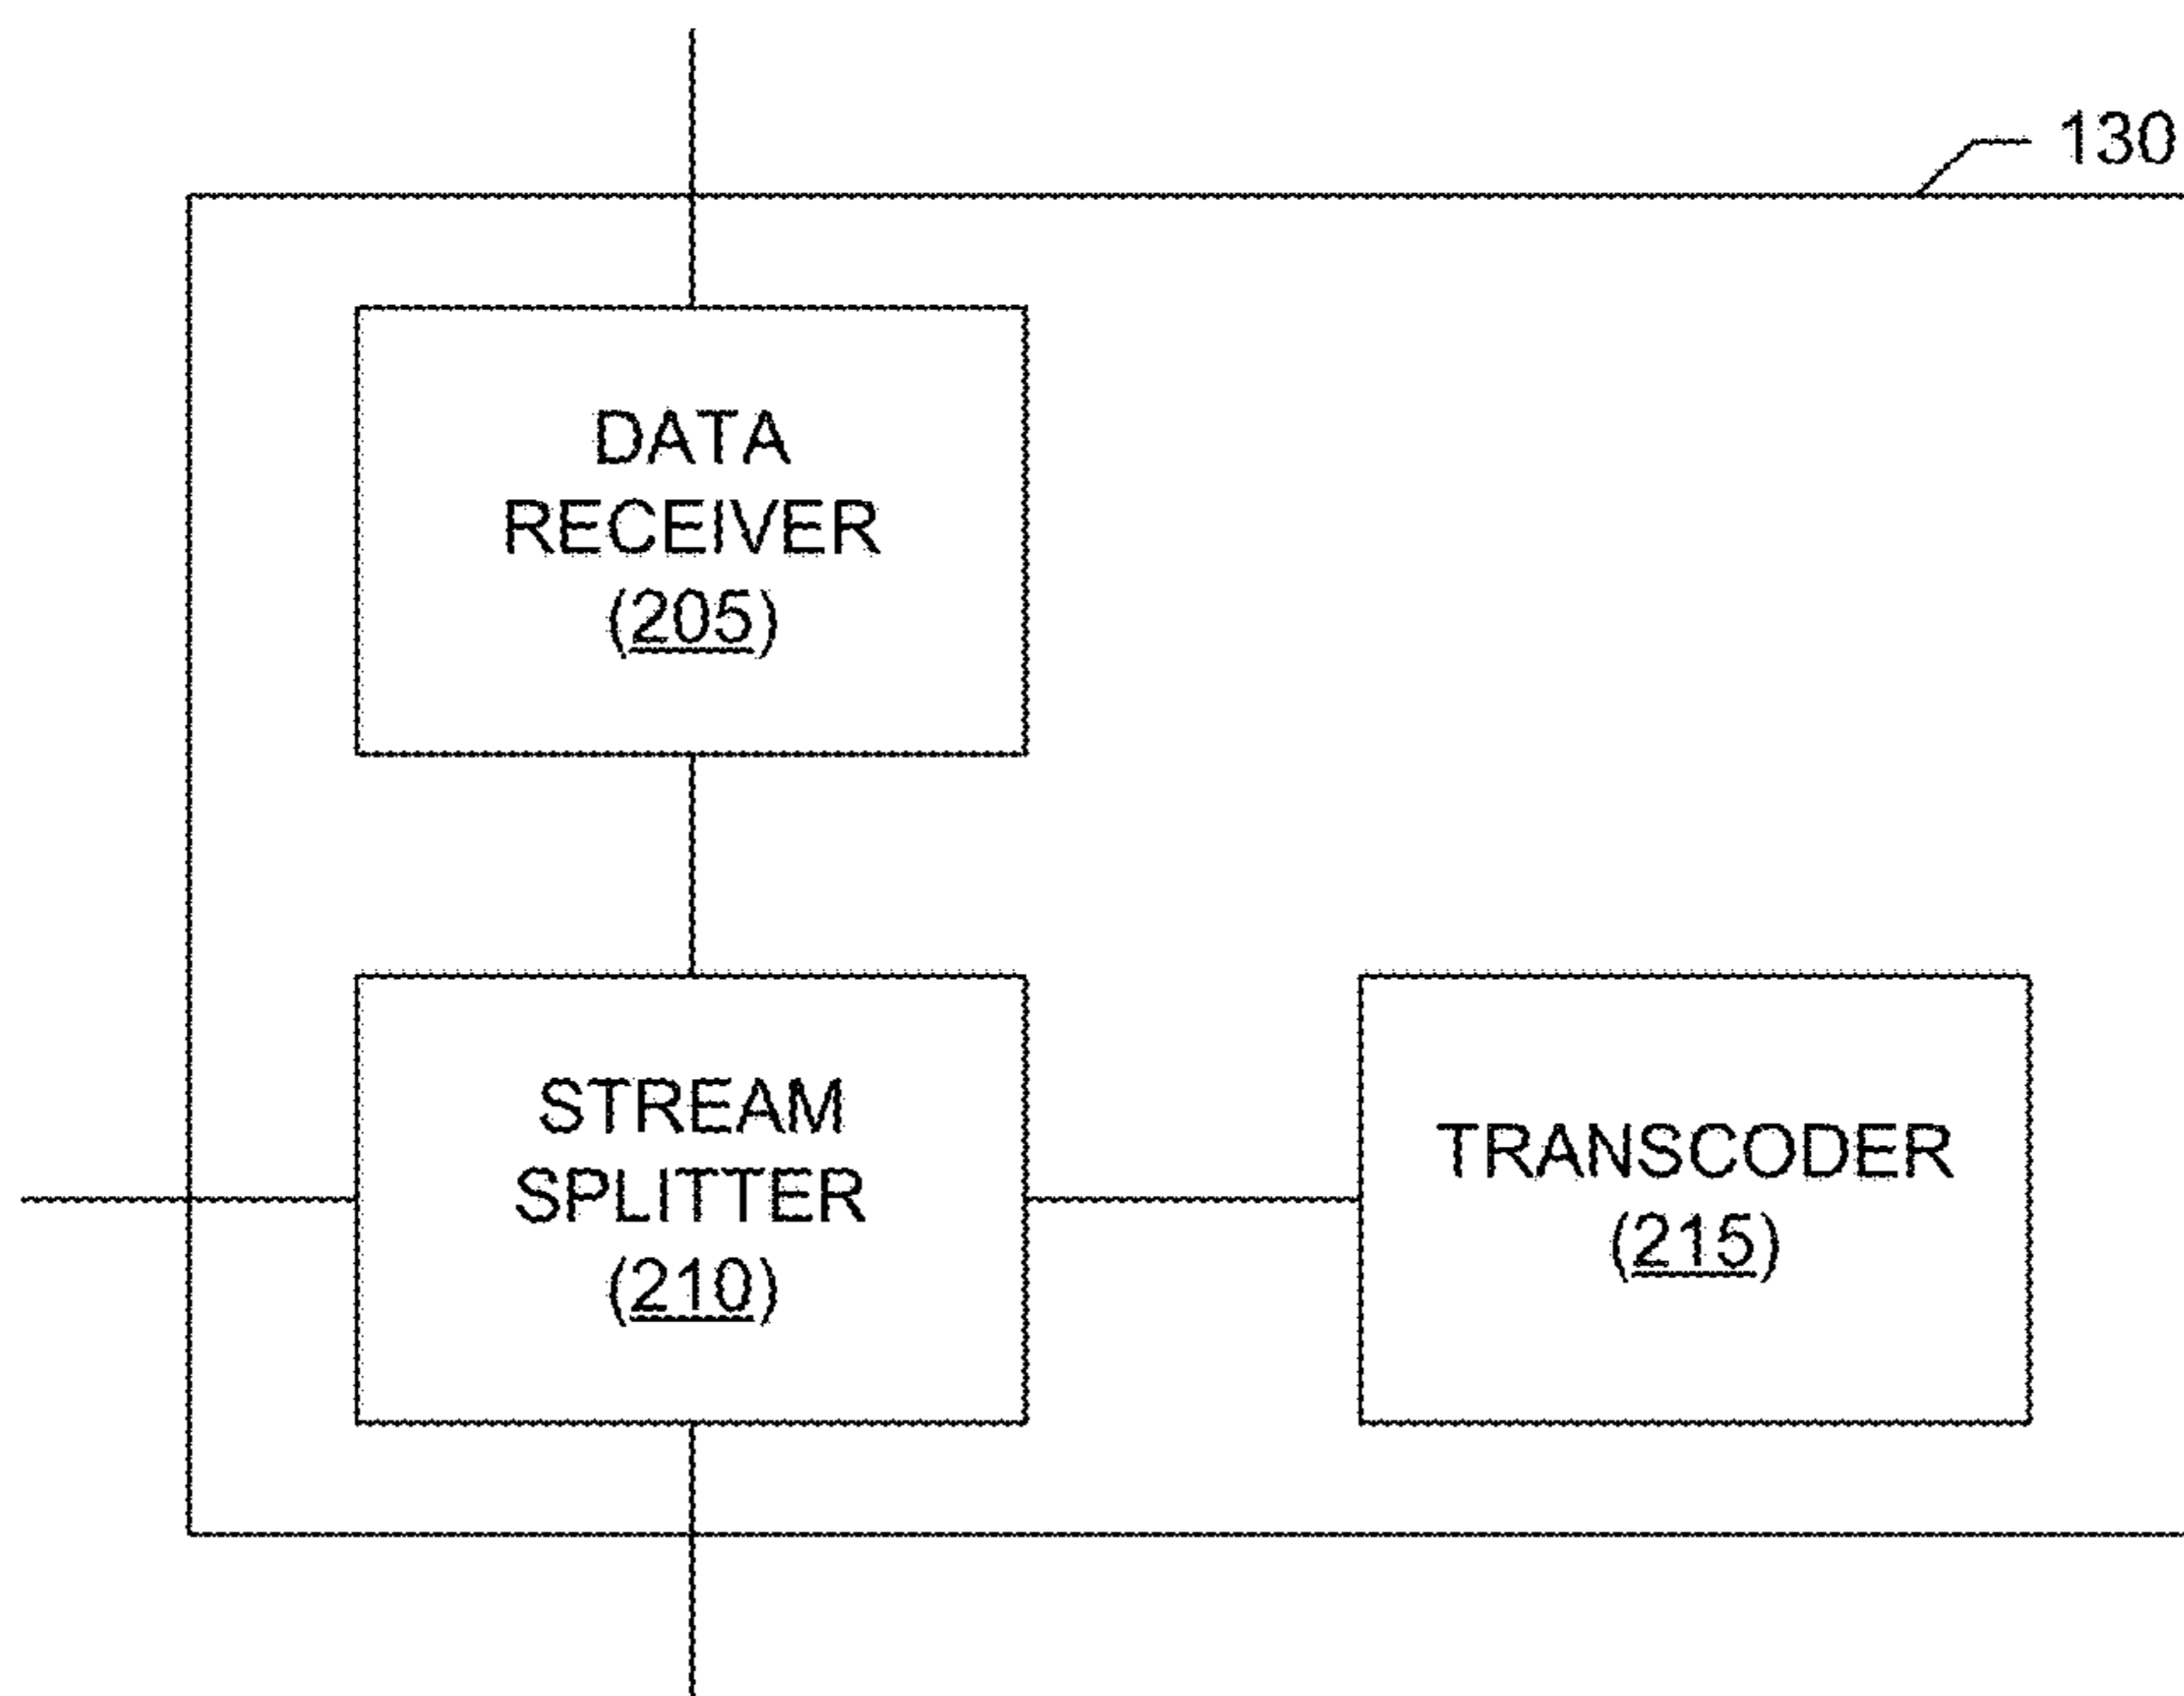 130
DATA
RECEIVER
(205)
STREAM
SPLITTER
(210)
TRANSCODER
(215)